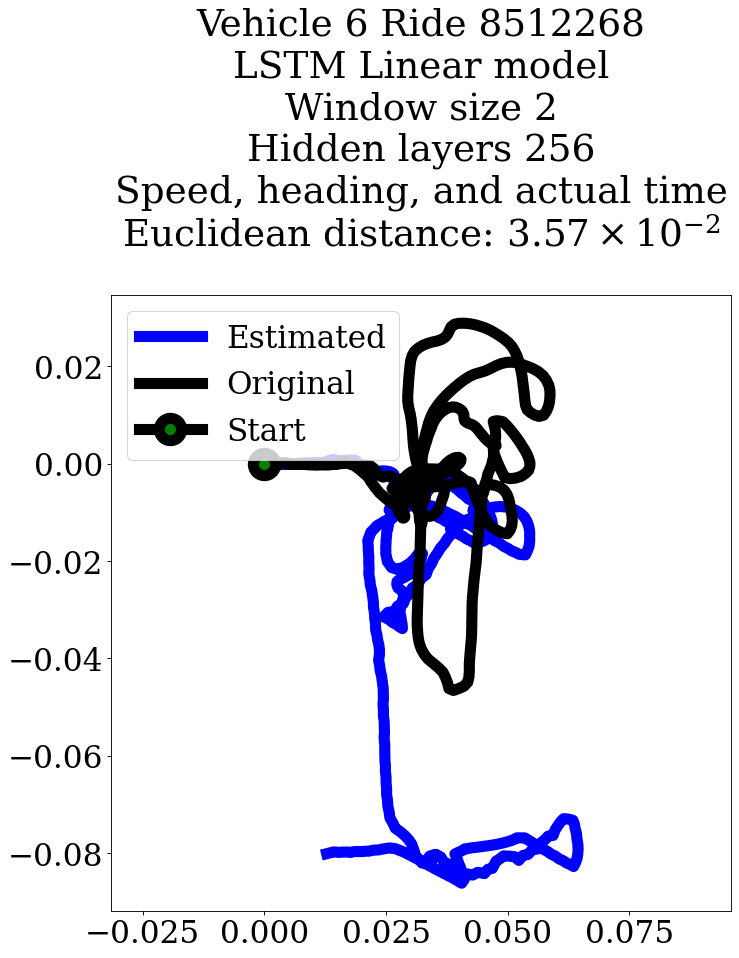 Vehicle 6 Ride 8512268
LSTM Linear model
Window size 2
Hidden layers 256
Speed, heading, and actual time
Euclidean distance: 3.57 × 10⁻²
Estimated
Original
Start
0.02
0.00
−0.02
−0.04
−0.06
−0.08
−0.025 0.000 0.025 0.050 0.075